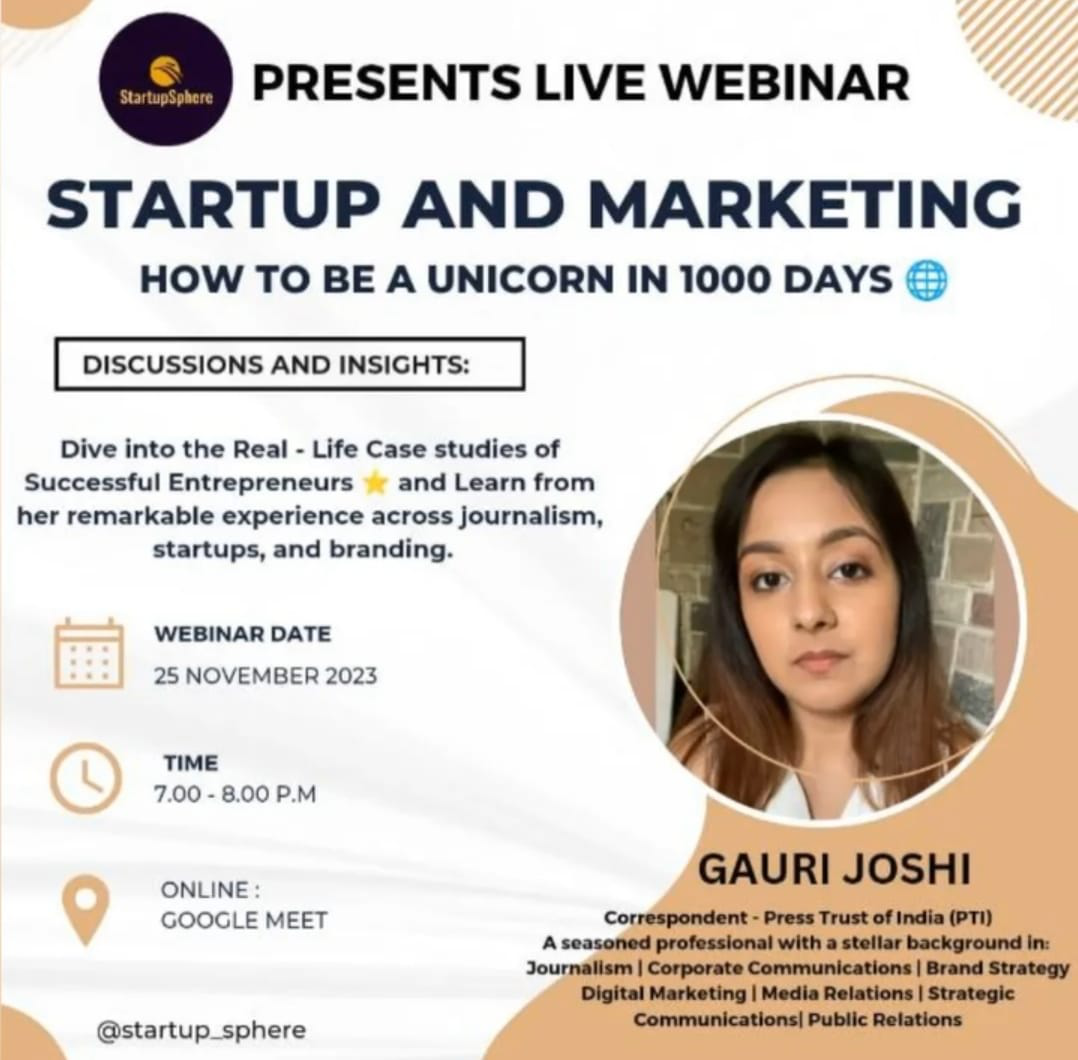 StartupSphere
PRESENTS LIVE WEBINAR
STARTUP AND MARKETING
HOW TO BE A UNICORN IN 1000 DAYS 🌐
DISCUSSIONS AND INSIGHTS:
Dive into the Real - Life Case studies of
Successful Entrepreneurs ⭐ and Learn from
her remarkable experience across journalism,
startups, and branding.
WEBINAR DATE
25 NOVEMBER 2023
TIME
7.00 - 8.00 P.M
ONLINE :
GOOGLE MEET
@startup_sphere
GAURI JOSHI
Correspondent - Press Trust of India (PTI)
A seasoned professional with a stellar background in:
Journalism | Corporate Communications | Brand Strategy
Digital Marketing | Media Relations | Strategic
Communications| Public Relations